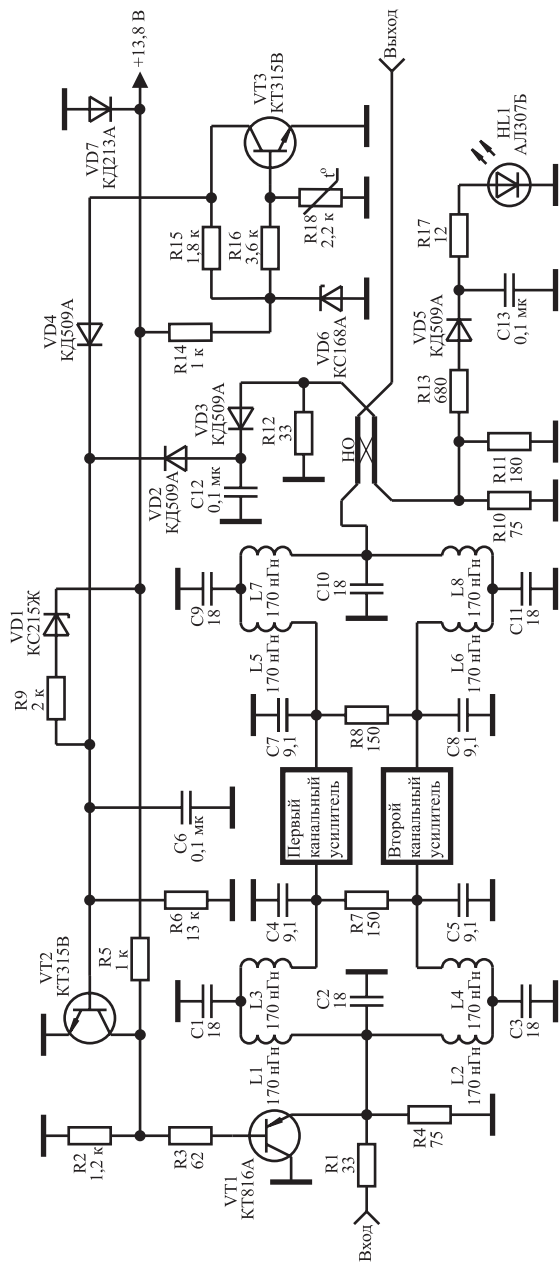 Вход
R1
33
VT1
КТ816А
R2
1,2 к
R3
62
R4
75
VT2
КТ315В
R5
1 к
R6
13 к
L1
170 нГн
L2
170 нГн
C1
18
L3
170 нГн
C2
18
L4
170 нГн
C3
18
C4
9,1
R7
150
C5
9,1
C6
0,1 мк
Первый
канальный
усилитель
Второй
канальный
усилитель
R9
2 к
VD1
КС215Ж
C7
9,1
R8
150
C8
9,1
L5
170 нГн
L6
170 нГн
C9
18
L7
170 нГн
C10
18
L8
170 нГн
C11
18
VD2
КД509А
C12
0,1 мк
VD3
КД509А
R12
33
НО
R10
75
R11
180
VD4
КД509А
R14
1 к
VD6
КС168А
R13
680
VD5
КД509А
C13
0,1 мк
R15
1,8 к
R16
3,6 к
R18
2,2 к
t°
VT3
КТ315В
R17
12
HL1
АЛ307Б
VD7
КД213А
+13,8 В
Выход